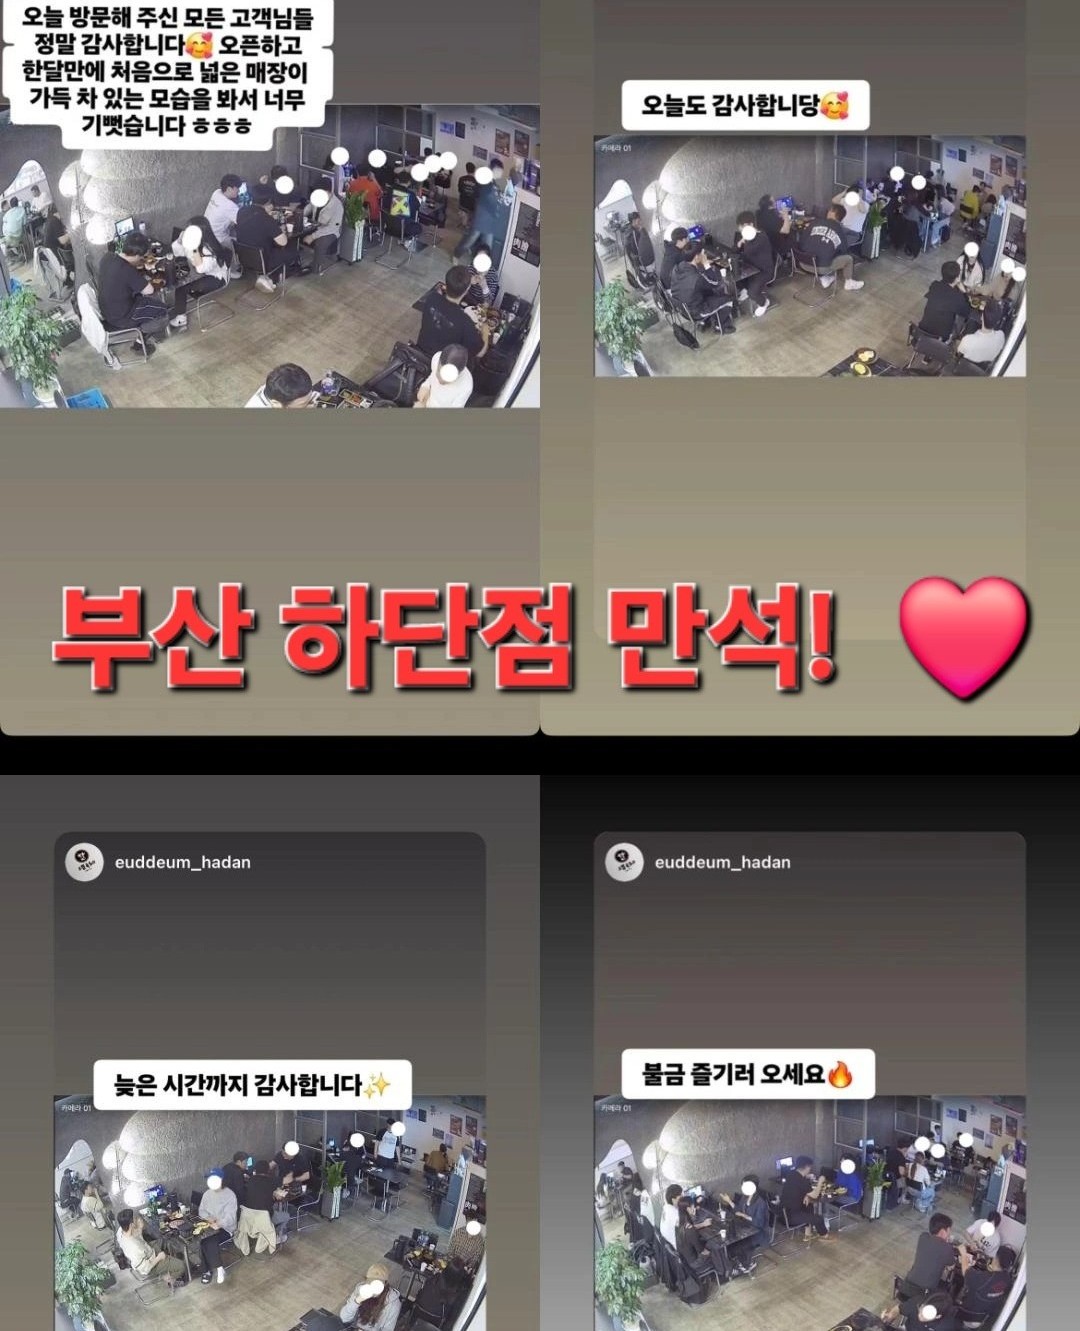 오늘 방문해 주신 모든 고객님들
정말 감사합니다🥰 오픈하고
한달만에 처음으로 넓은 매장이
가득 차 있는 모습을 봐서 너무
기뻣습니다 ㅎㅎㅎ
오늘도 감사합니당🥰
카메라 01
부산 하단점 만석! ❤
euddeum_hadan
euddeum_hadan
늦은 시간까지 감사합니다✨
카메라 01
불금 즐기러 오세요🔥
카메라 01